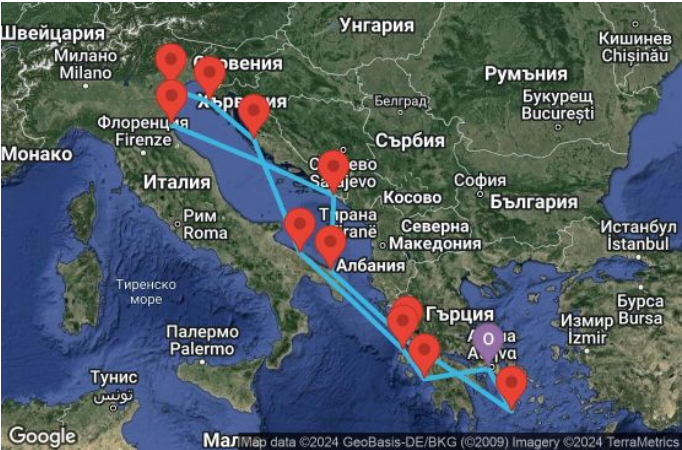 Унгария
Швейцария
Кишинев
Chișinău
Милано
Milano
Словения
Румъния
Хърватия
Белград
Букурещ
București
Флоренция
Firenze
Монако
Сърбия
Sarajevo
Италия
Косово
София
България
Рим
Roma
Тирана
Tiranë
Северна
Македония
Истанбул
İstanbul
Албания
Тиренско
море
Гърция
Бурса
Bursa
Измир
İzmir
Палермо
Palermo
O
Тунис
تونس
Google
Map data ©2024 GeoBasis-DE/BKG (©2009) Imagery ©2024 TerraMetrics